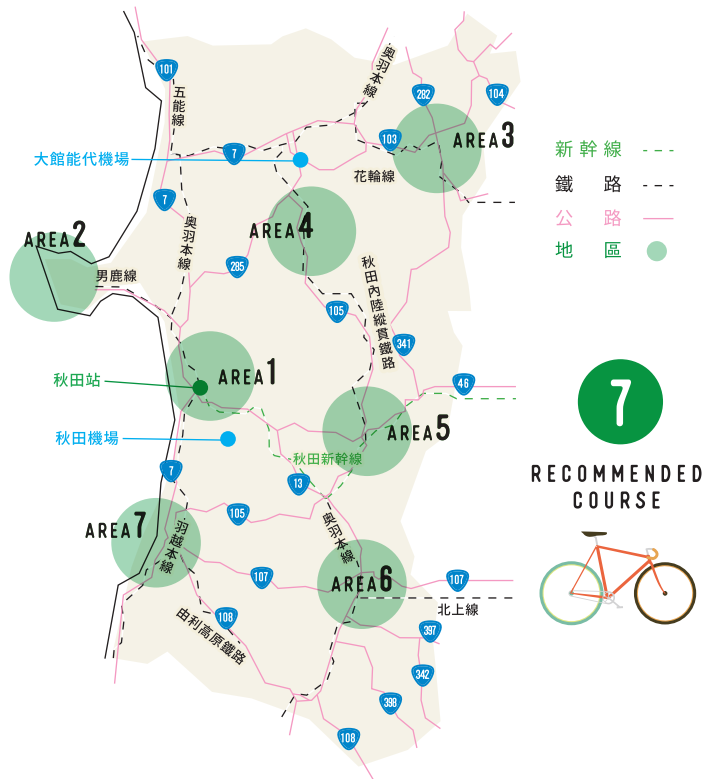 101
五能線
奧羽本線
282
104
大館能代機場
7
103
AREA3
花輪線
新幹線
鐵路
公路
地區
7
奧羽本線
AREA4
AREA2
男鹿線
285
秋田內陸縱貫鐵路
105
341
秋田站
AREA1
46
秋田機場
AREA5
秋田新幹線
7
13
7
RECOMMENDED
COURSE
105
AREA7
羽越本線
奧羽本線
107
AREA6
107
北上線
108
由利高原鐵路
397
342
398
108